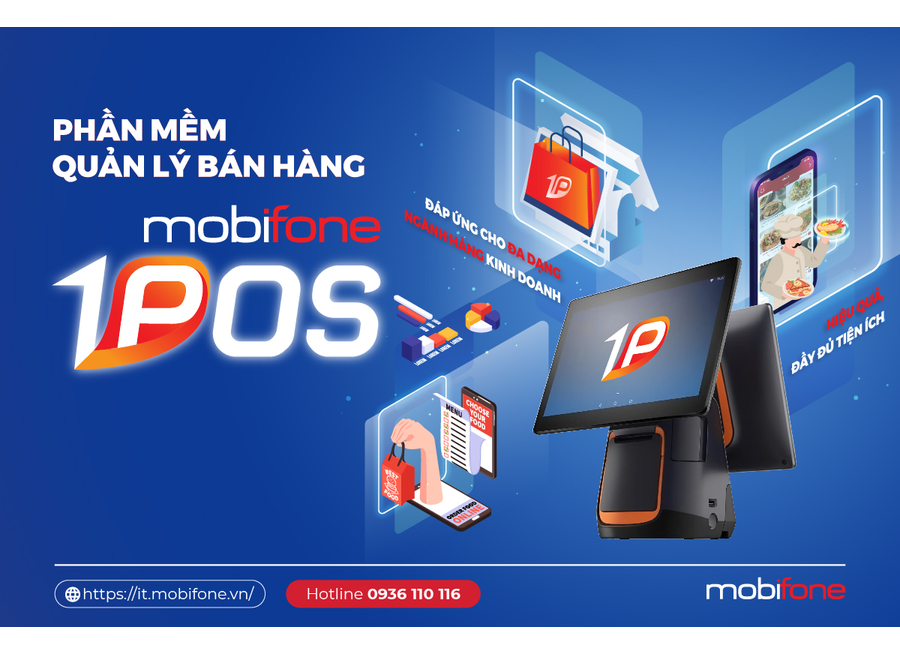 PHẦN MỀM
QUẢN LÝ BÁN HÀNG
mobifone
1POS
1P
ĐÁP ỨNG CHO ĐA DẠNG
NGÀNH HÀNG KINH DOANH
HIỆU QUẢ,
ĐẦY ĐỦ TIỆN ÍCH
1P
MENU
CHOOSE
YOUR
FOOD
BEST
FOOD
ORDER FOOD
ONLINE
https://it.mobifone.vn/
Hotline 0936 110 116
mobifone